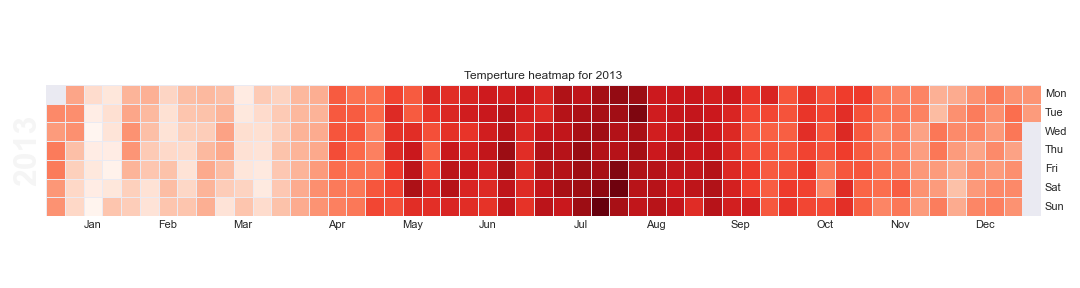 Temperture heatmap for 2013
2013
Mon
Tue
Wed
Thu
Fri
Sat
Sun
Jan Feb Mar Apr May Jun Jul Aug Sep Oct Nov Dec